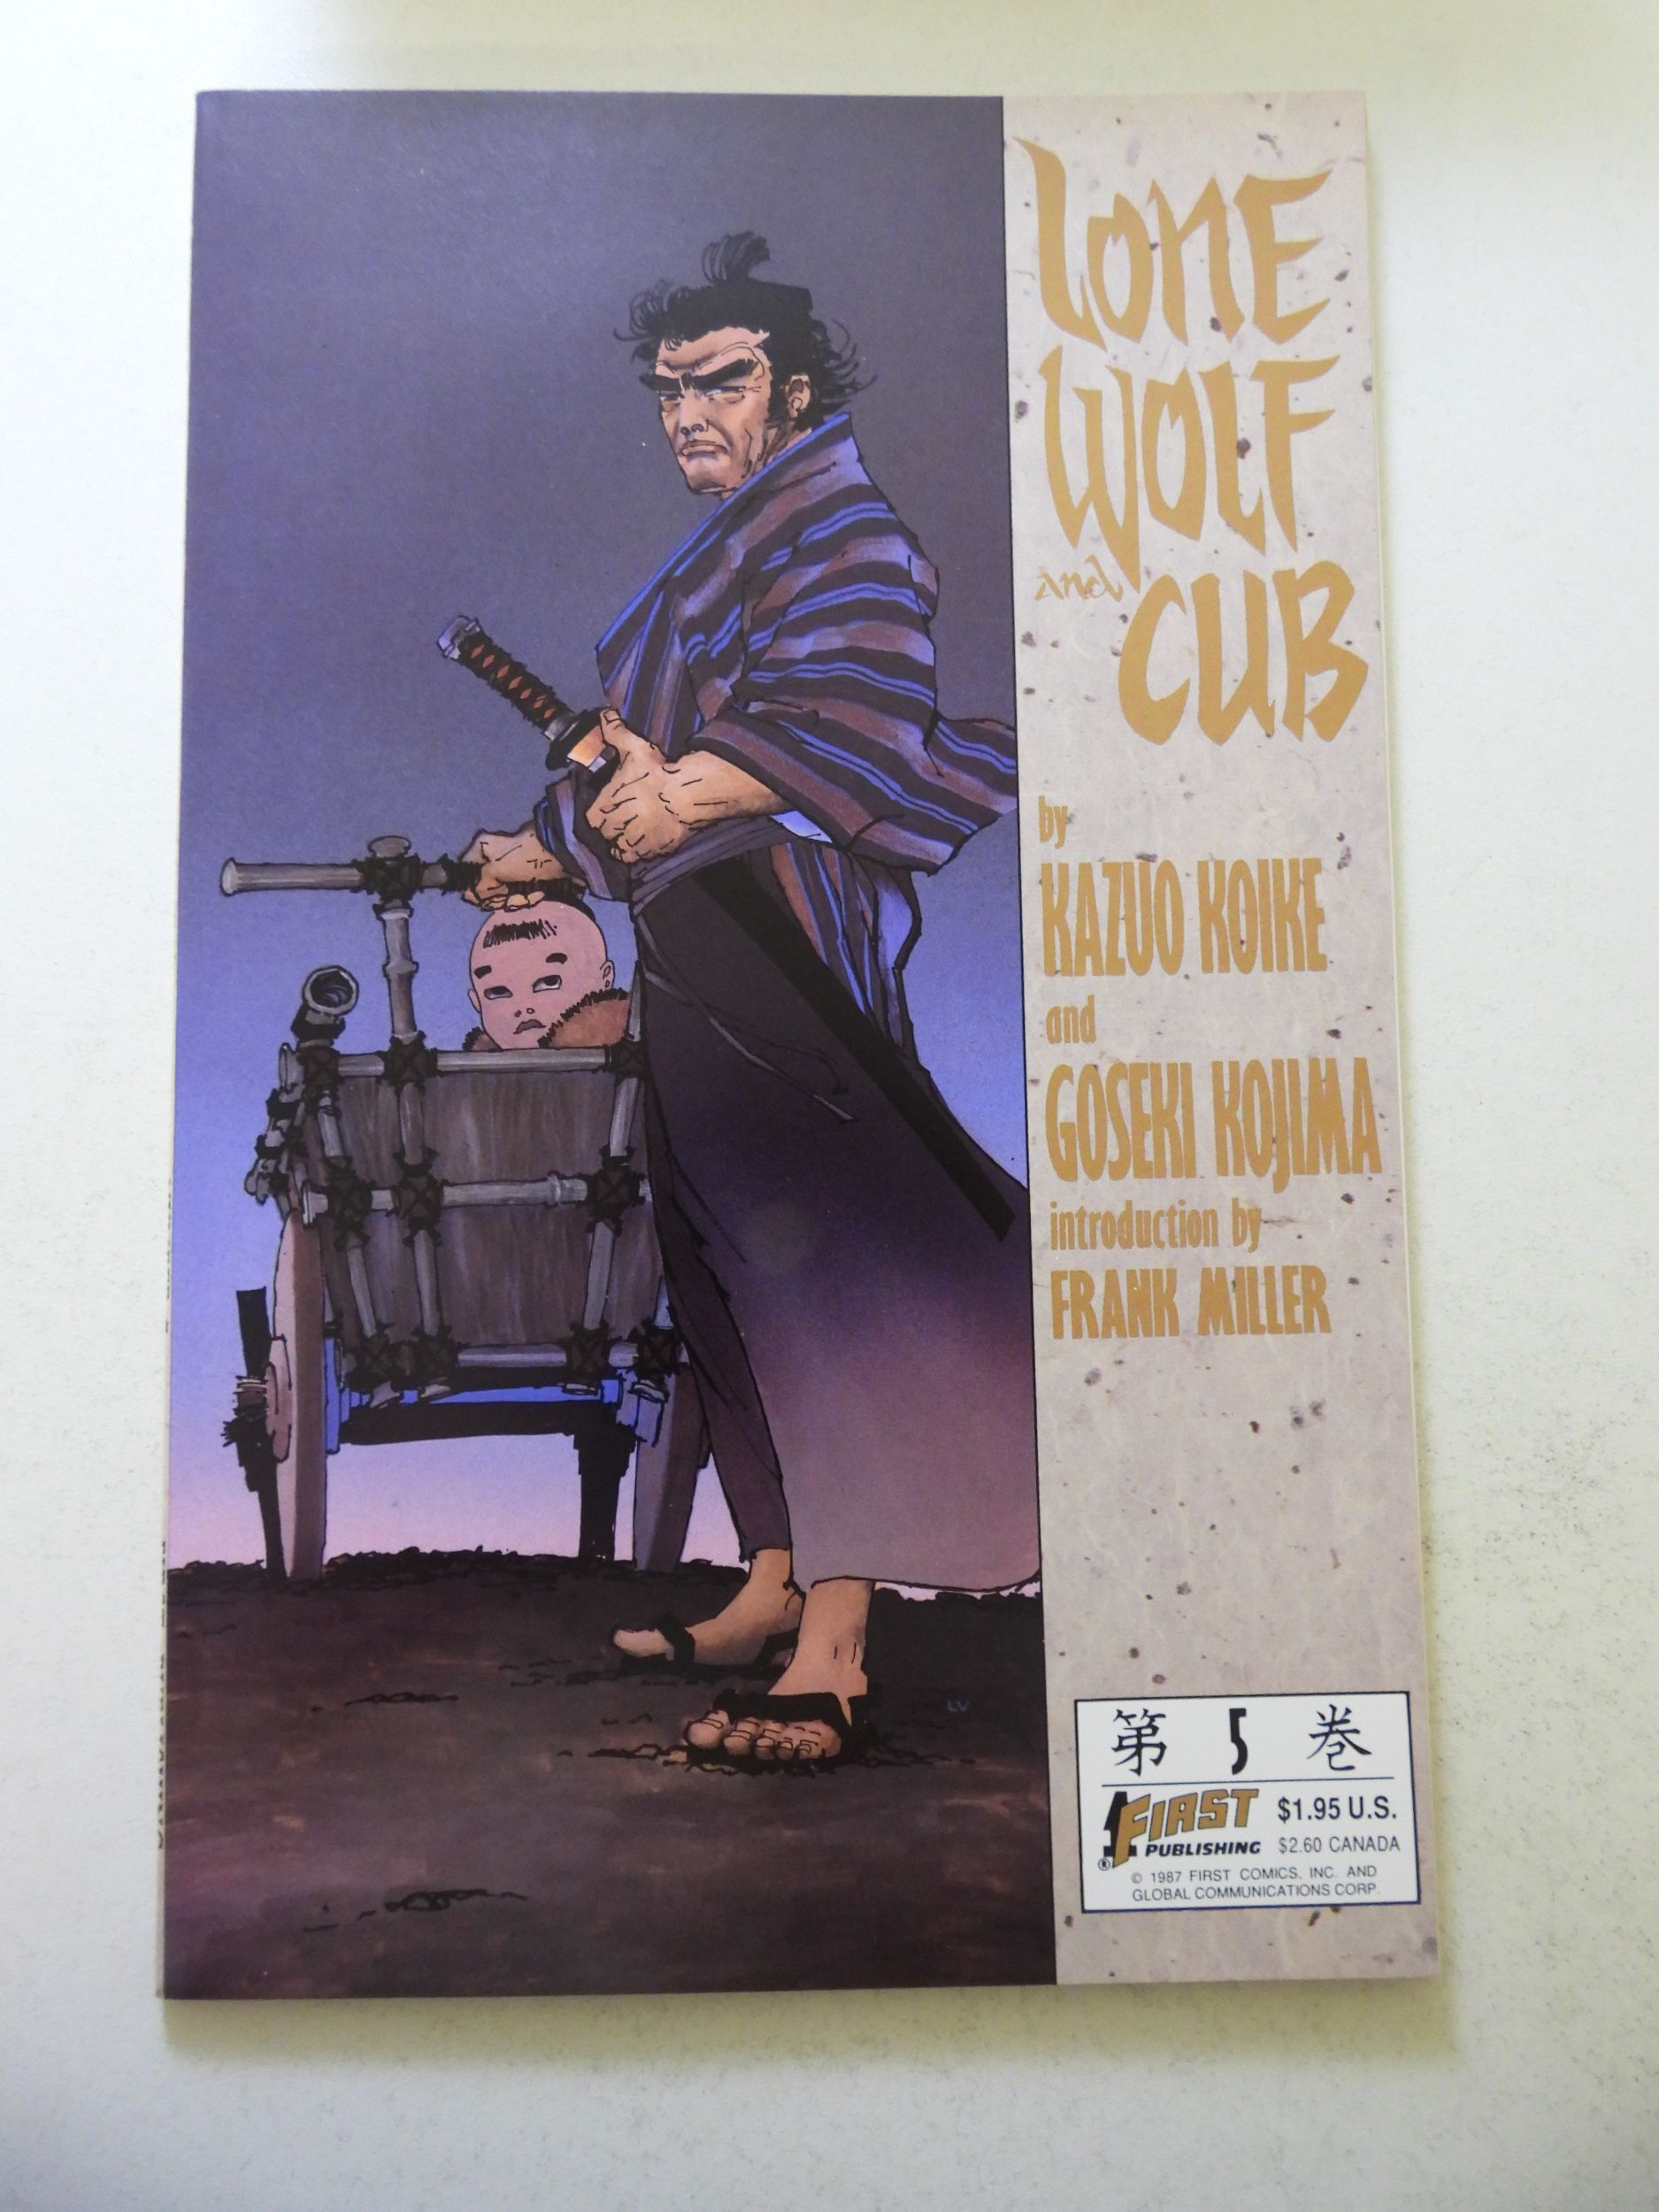 LONE
WOLF
and CUB
by
KAZUO KOIKE
and
GOSEKI KOJIMA
introduction by
FRANK MILLER
LV
第 5 巻
FIRST
PUBLISHING
®
$1.95 U.S.
$2.60 CANADA
© 1987 FIRST COMICS, INC. AND
GLOBAL COMMUNICATIONS CORP.